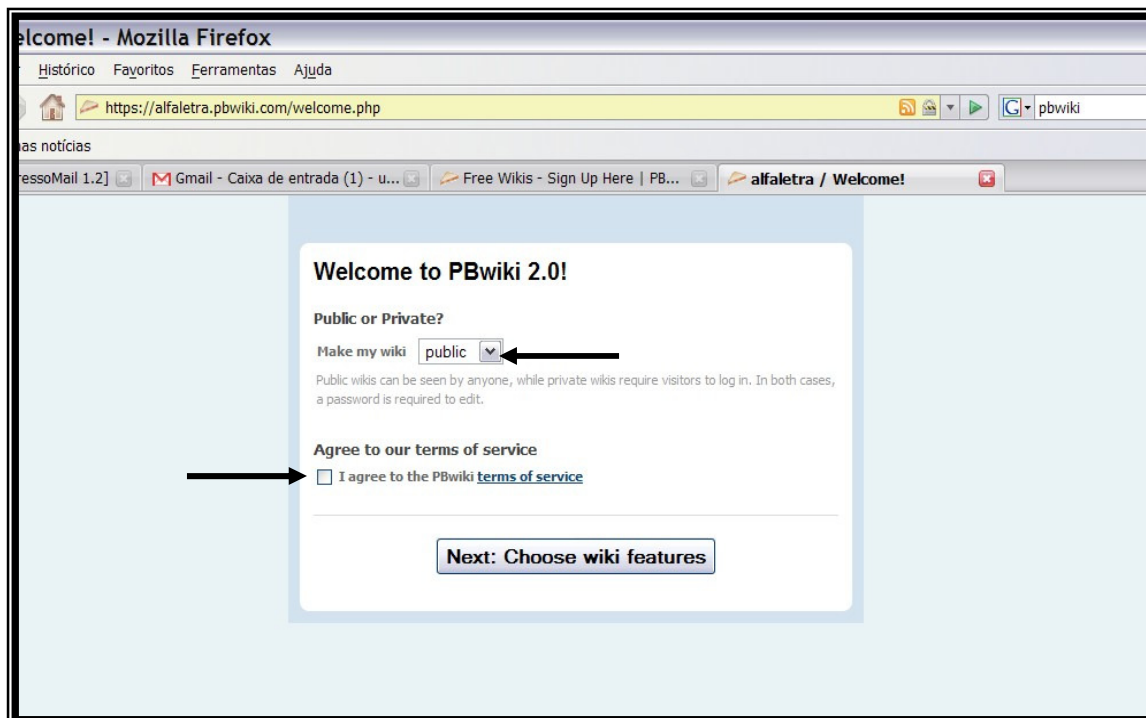 elcome! - Mozilla Firefox
Histórico Favoritos Ferramentas Ajuda
https://alfaletra.pbwiki.com/welcome.php G pbwiki
as notícias
ressoMail 1.2] Gmail - Caixa de entrada (1) - u... Free Wikis - Sign Up Here | PB... alfaletra / Welcome!
Welcome to PBwiki 2.0!
Public or Private?
Make my wiki public
Public wikis can be seen by anyone, while private wikis require visitors to log in. In both cases,
a password is required to edit.
Agree to our terms of service
I agree to the PBwiki terms of service
Next: Choose wiki features